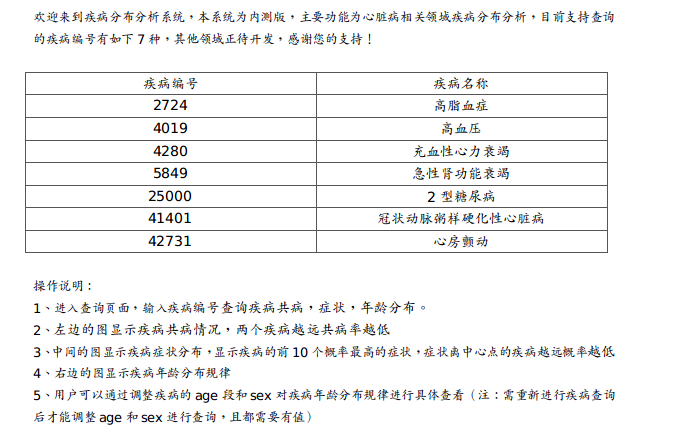 欢迎来到疾病分布分析系统，本系统为内测版，主要功能为心脏病相关领域疾病分布分析，目前支持查询
的疾病编号有如下 7 种，其他领域正待开发，感谢您的支持！
疾病编号 疾病名称
2724 高脂血症
4019 高血压
4280 充血性心力衰竭
5849 急性肾功能衰竭
25000 2 型糖尿病
41401 冠状动脉粥样硬化性心脏病
42731 心房颤动
操作说明：
1、进入查询页面，输入疾病编号查询疾病共病，症状，年龄分布。
2、左边的图显示疾病共病情况，两个疾病越远共病率越低
3、中间的图显示疾病症状分布，显示疾病的前 10 个概率最高的症状，症状离中心点的疾病越远概率越低
4、右边的图显示疾病年龄分布规律
5、用户可以通过调整疾病的 age 段和 sex 对疾病年龄分布规律进行具体查看（注：需重新进行疾病查询
后才能调整 age 和 sex 进行查询，且都需要有值）